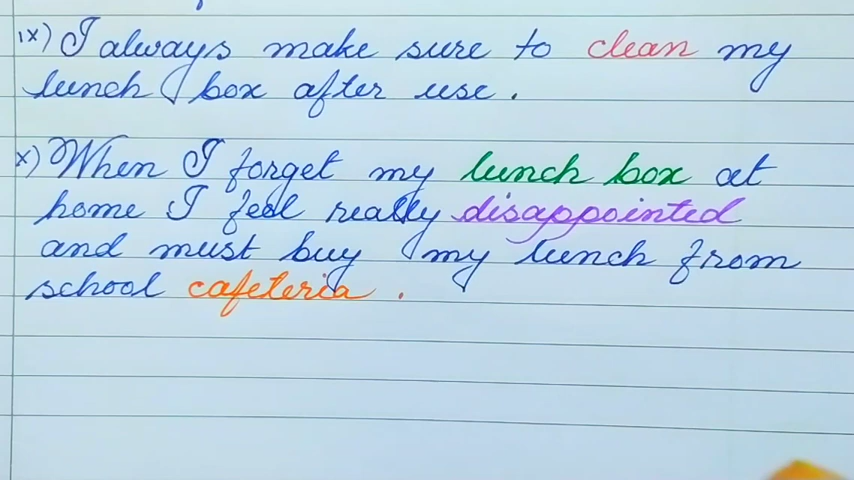 ix) I always make sure to clean my
lunch box after use.
x) When I forget my lunch box at
home I feel really disappointed
and must buy my lunch from
school cafeteria.